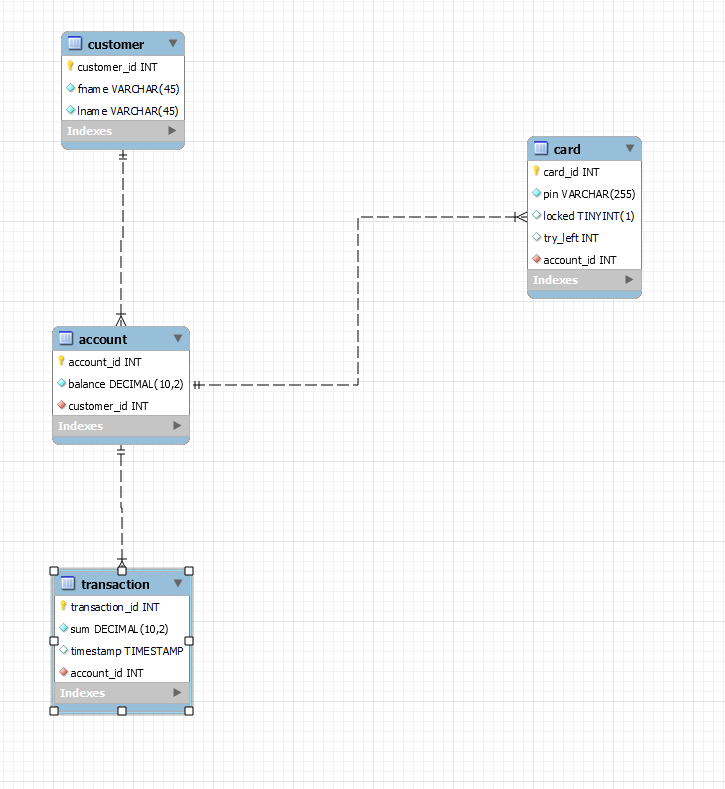 customer
customer_id INT
fname VARCHAR(45)
lname VARCHAR(45)
Indexes
card
card_id INT
pin VARCHAR(255)
locked TINYINT(1)
try_left INT
account_id INT
Indexes
account
account_id INT
balance DECIMAL(10,2)
customer_id INT
Indexes
transaction
transaction_id INT
sum DECIMAL(10,2)
timestamp TIMESTAMP
account_id INT
Indexes